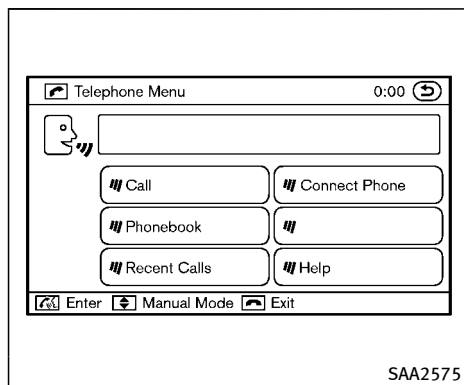 Telephone Menu 0:00
Call
Connect Phone
Phonebook
Recent Calls
Help
Enter Manual Mode Exit
SAA2575